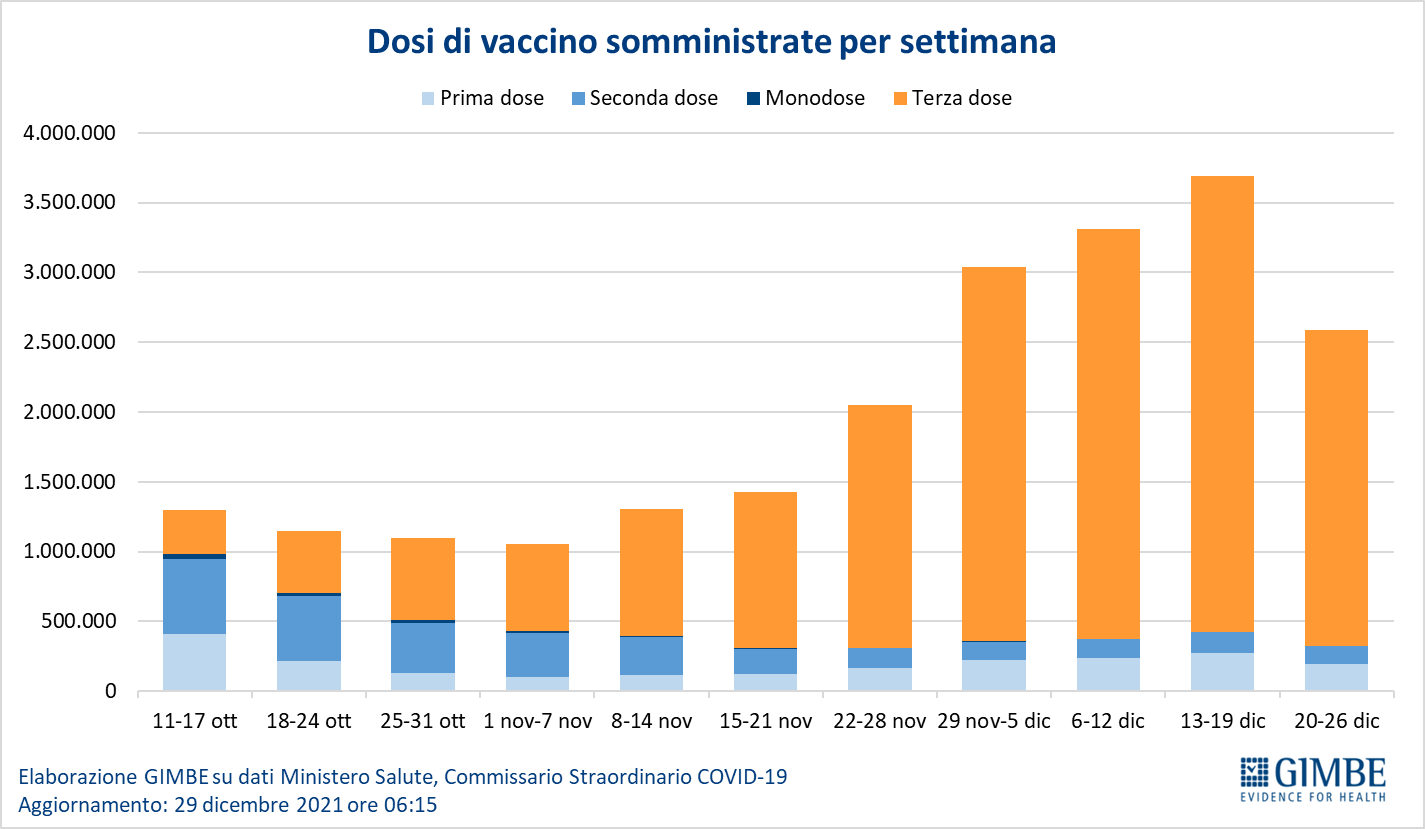 Dosi di vaccino somministrate per settimana
Prima dose Seconda dose Monodose Terza dose
4.000.000
3.500.000
3.000.000
2.500.000
2.000.000
1.500.000
1.000.000
500.000
0
11-17 ott 18-24 ott 25-31 ott 1 nov-7 nov 8-14 nov 15-21 nov 22-28 nov 29 nov-5 dic 6-12 dic 13-19 dic 20-26 dic
Elaborazione GIMBE su dati Ministero Salute, Commissario Straordinario COVID-19
Aggiornamento: 29 dicembre 2021 ore 06:15
GIMBE
EVIDENCE FOR HEALTH